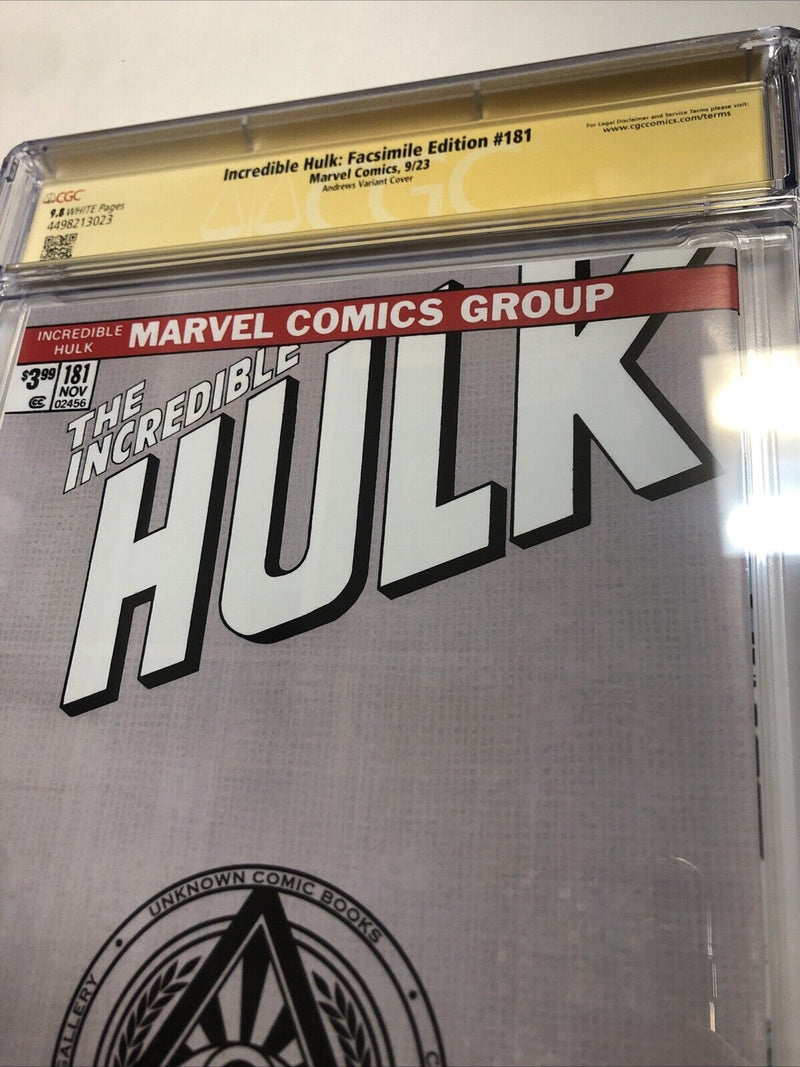 Incredible Hulk: Facsimile Edition #181
Marvel Comics, 9/23
Andrews Variant Cover
For Legal Disclaimer and Service Terms please visit:
www.cgccomics.com/terms
CGC
9.8 WHITE Pages
4498213023
CGC
INCREDIBLE
HULK
MARVEL COMICS GROUP
$3.99
181
NOV
02456
CC
THE
INCREDIBLE
HULK
UNKNOWN COMIC BOOKS
GALLERY